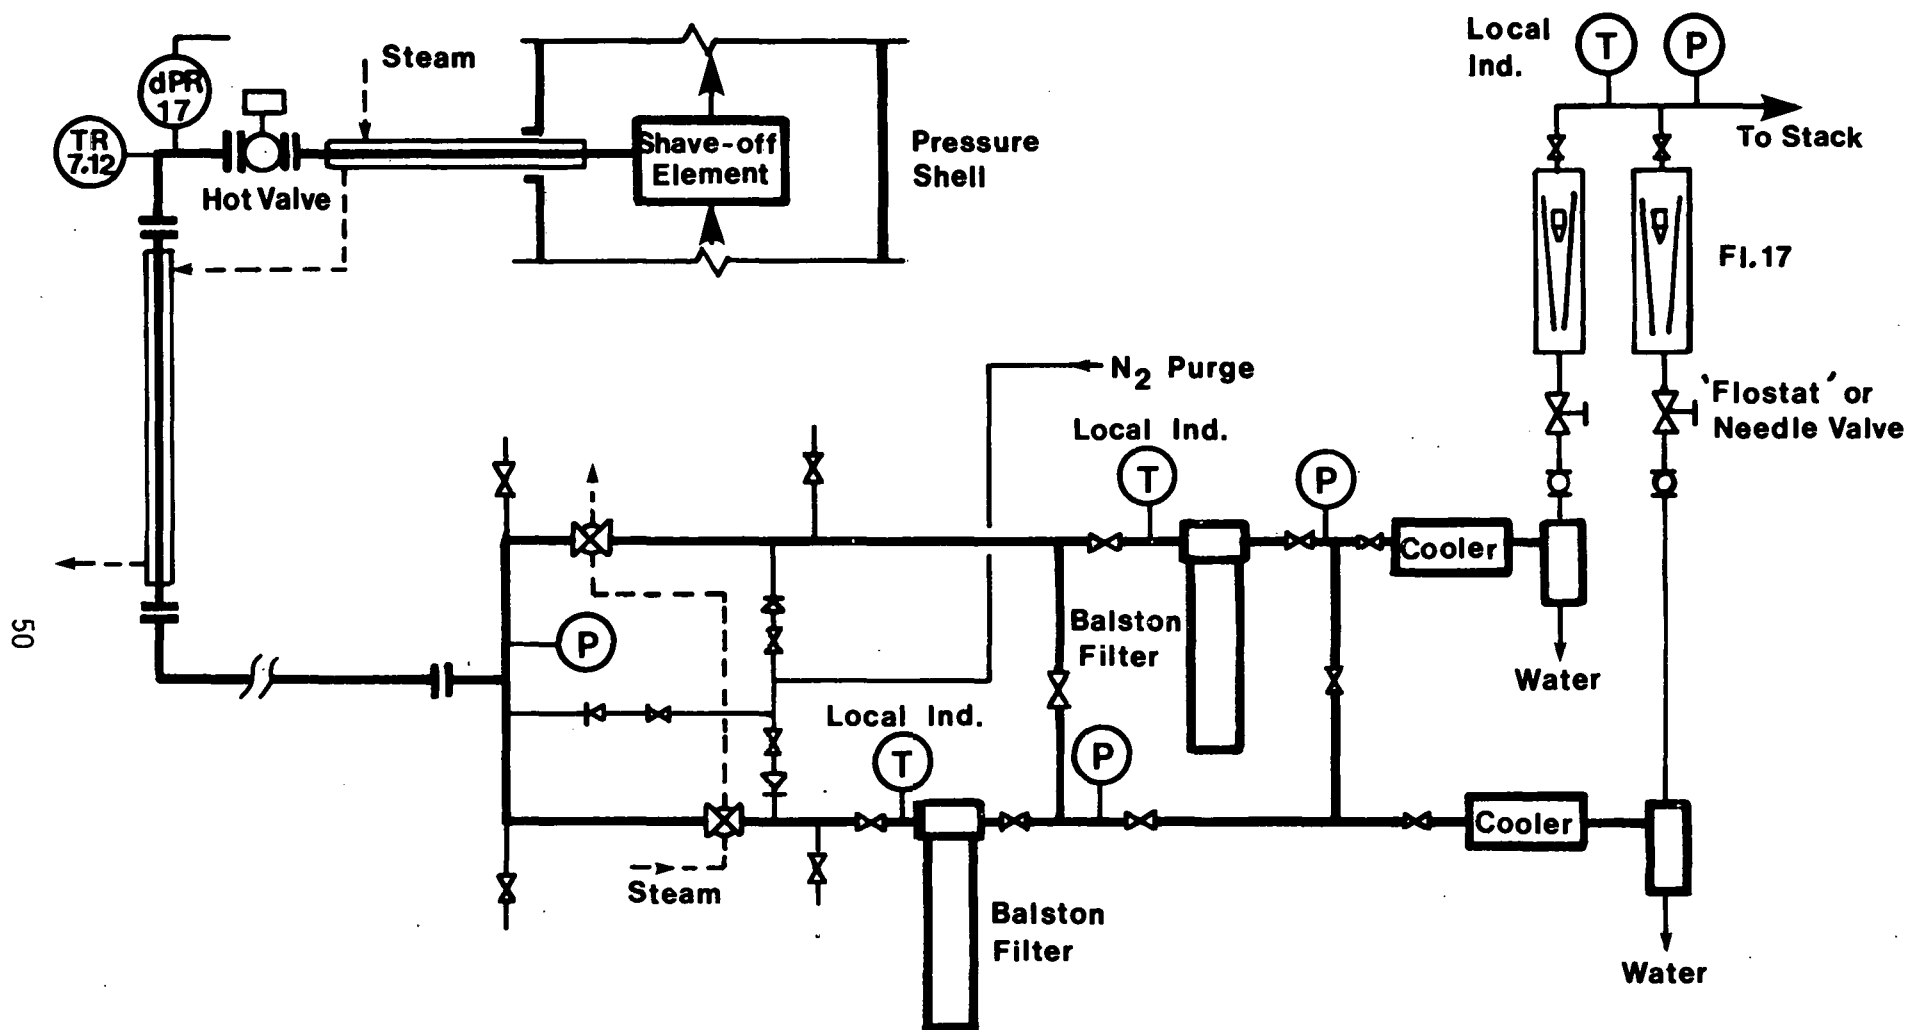 Local
Ind.
T
P
Steam
dPR
17
TR
7.12
Hot Valve
Shave-off
Element
Pressure
Shell
To Stack
FI.17
N2 Purge
'Flostat' or
Needle Valve
Local Ind.
T
P
Cooler
Balston
Filter
Water
P
Local Ind.
T
P
Cooler
Steam
Balston
Filter
Water
50